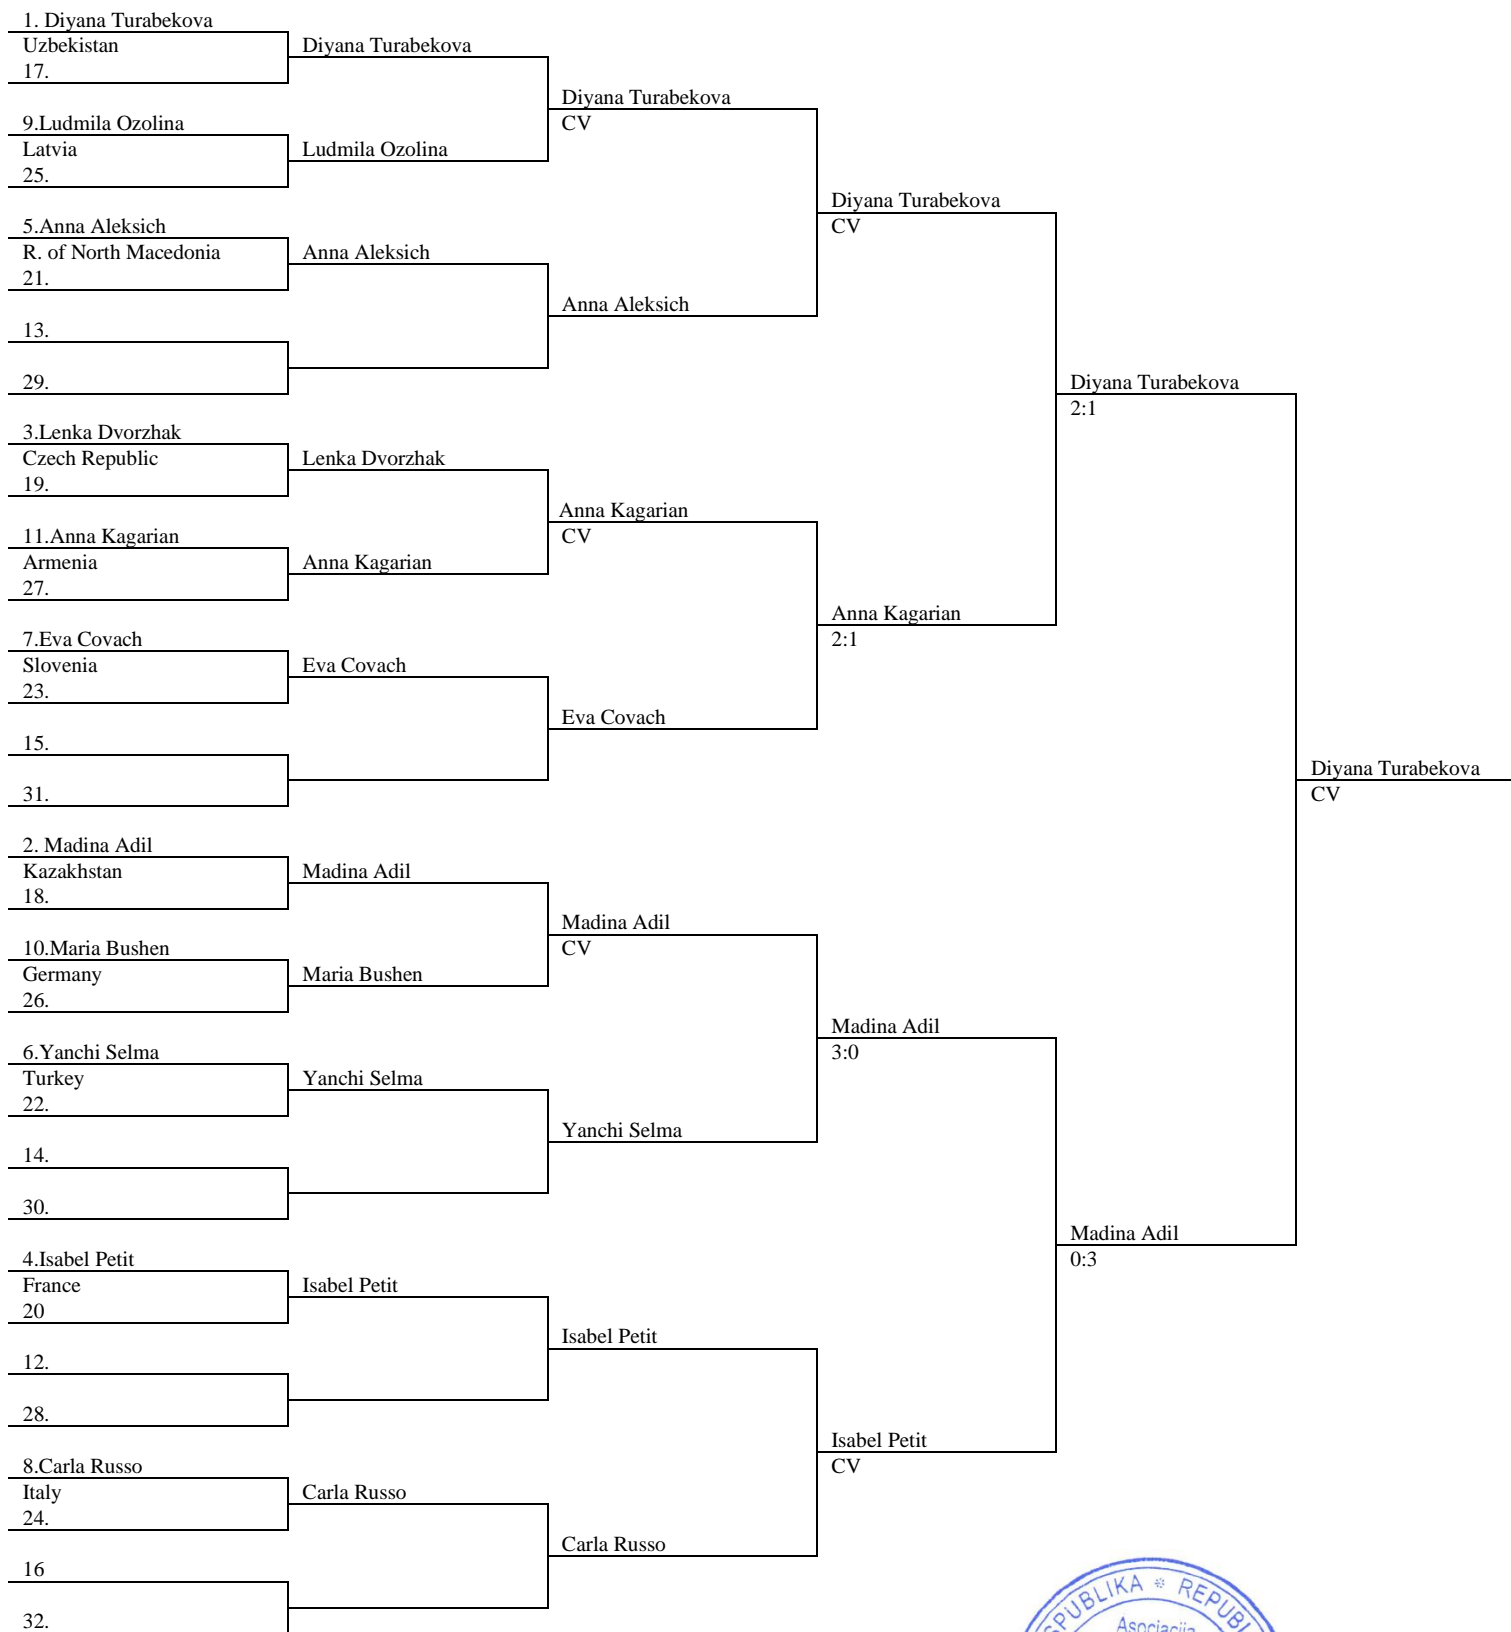 1. Diyana Turabekova
Uzbekistan
17.
9.Ludmila Ozolina
Latvia
25.
5.Anna Aleksich
R. of North Macedonia
21.
13.
29.
3.Lenka Dvorzhak
Czech Republic
19.
11.Anna Kagarian
Armenia
27.
7.Eva Covach
Slovenia
23.
15.
31.
2. Madina Adil
Kazakhstan
18.
10.Maria Bushen
Germany
26.
6.Yanchi Selma
Turkey
22.
14.
30.
4.Isabel Petit
France
20
12.
28.
8.Carla Russo
Italy
24.
16
32.
Diyana Turabekova
Ludmila Ozolina
Anna Aleksich
Lenka Dvorzhak
Anna Kagarian
Eva Covach
Madina Adil
Maria Bushen
Yanchi Selma
Isabel Petit
Carla Russo
Diyana Turabekova
CV
Anna Aleksich
Anna Kagarian
CV
Eva Covach
Madina Adil
CV
Yanchi Selma
Isabel Petit
Carla Russo
Diyana Turabekova
CV
Anna Kagarian
2:1
Madina Adil
3:0
Isabel Petit
CV
Diyana Turabekova
2:1
Madina Adil
0:3
Diyana Turabekova
CV